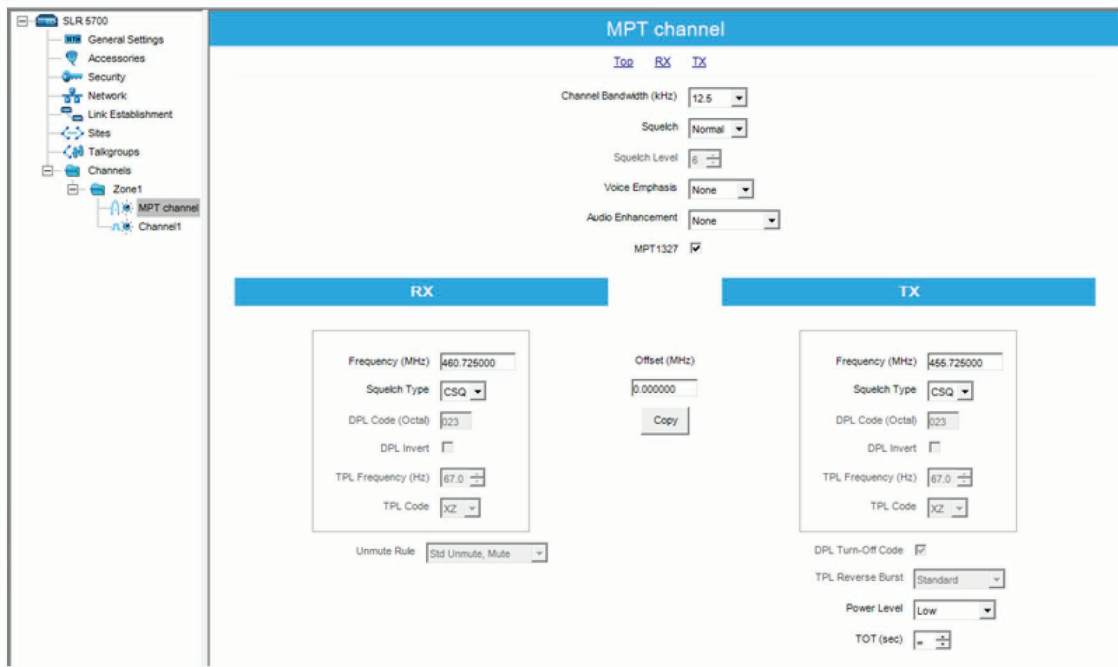 SLR 5700
General Settings
Accessories
Security
Network
Link Establishment
Sites
Talkgroups
Channels
Zone1
MPT channel
Channel1
MPT channel
Top RX TX
Channel Bandwidth (kHz) 12.5
Squelch Normal
Squelch Level 6
Voice Emphasis None
Audio Enhancement None
MPT1327
RX
Frequency (MHz) 460.725000
Squelch Type CSQ
DPL Code (Octal) 023
DPL Invert
TPL Frequency (Hz) 67.0
TPL Code XZ
Unmute Rule Std Unmute, Mute
Offset (MHz)
0.000000
Copy
TX
Frequency (MHz) 455.725000
Squelch Type CSQ
DPL Code (Octal) 023
DPL Invert
TPL Frequency (Hz) 67.0
TPL Code XZ
DPL Turn-Off Code
TPL Reverse Burst Standard
Power Level Low
TOT (sec) ∞